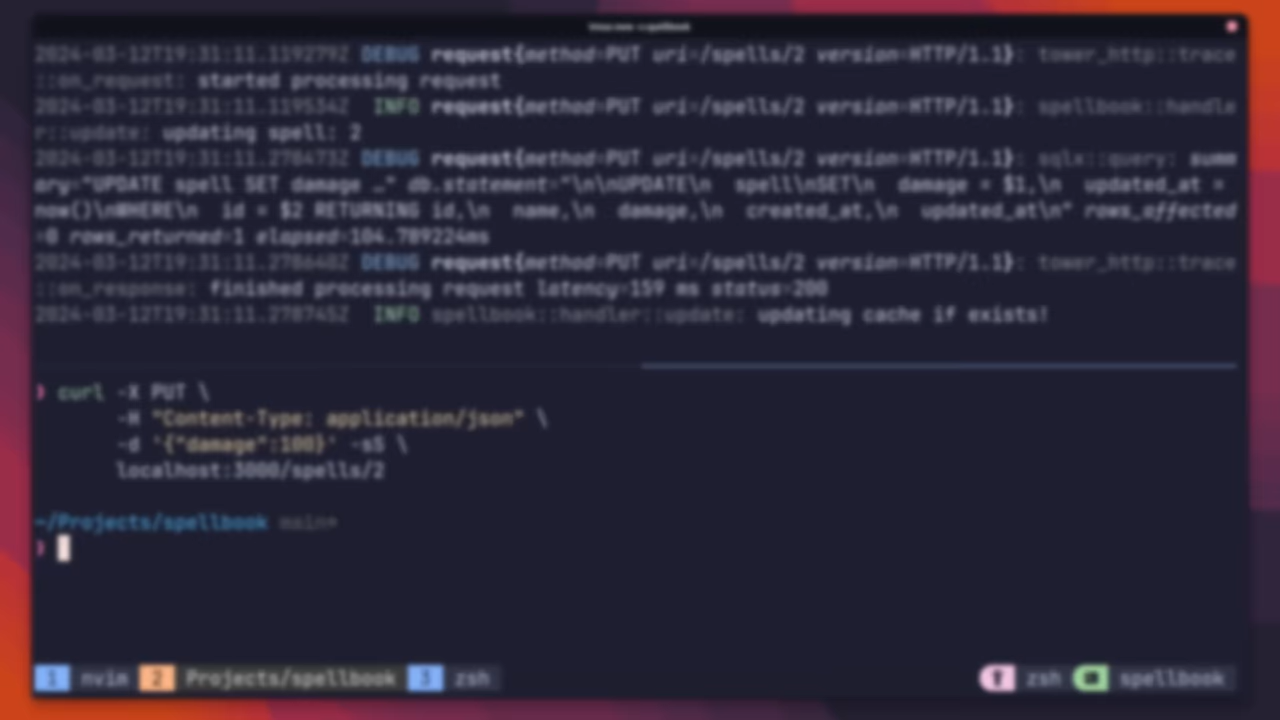 2024-03-12T19:31:11.119279Z DEBUG request{method=PUT uri=/spells/2 version=HTTP/1.1}: tower_http::trace
::on_request: started processing request
2024-03-12T19:31:11.119534Z  INFO request{method=PUT uri=/spells/2 version=HTTP/1.1}: spellbook::handle
r::update: updating spell: 2
2024-03-12T19:31:11.278473Z DEBUG request{method=PUT uri=/spells/2 version=HTTP/1.1}: sqlx::query: summ
ary="UPDATE spell SET damage …" db.statement="\n\nUPDATE\n  spell\nSET\n  damage = $1,\n  updated_at =
now()\nWHERE\n  id = $2 RETURNING id,\n  name,\n  damage,\n  created_at,\n  updated_at\n" rows_affected
=0 rows_returned=1 elapsed=104.789224ms
2024-03-12T19:31:11.278640Z DEBUG request{method=PUT uri=/spells/2 version=HTTP/1.1}: tower_http::trace
::on_response: finished processing request latency=159 ms status=200
2024-03-12T19:31:11.278745Z  INFO spellbook::handler::update: updating cache if exists!
❯ curl -X PUT \
-H "Content-Type: application/json" \
-d '{"damage":100}' -sS \
localhost:3000/spells/2
~/Projects/spellbook main*
❯
1 nvim 2 Projects/spellbook 3 zsh zsh spellbook